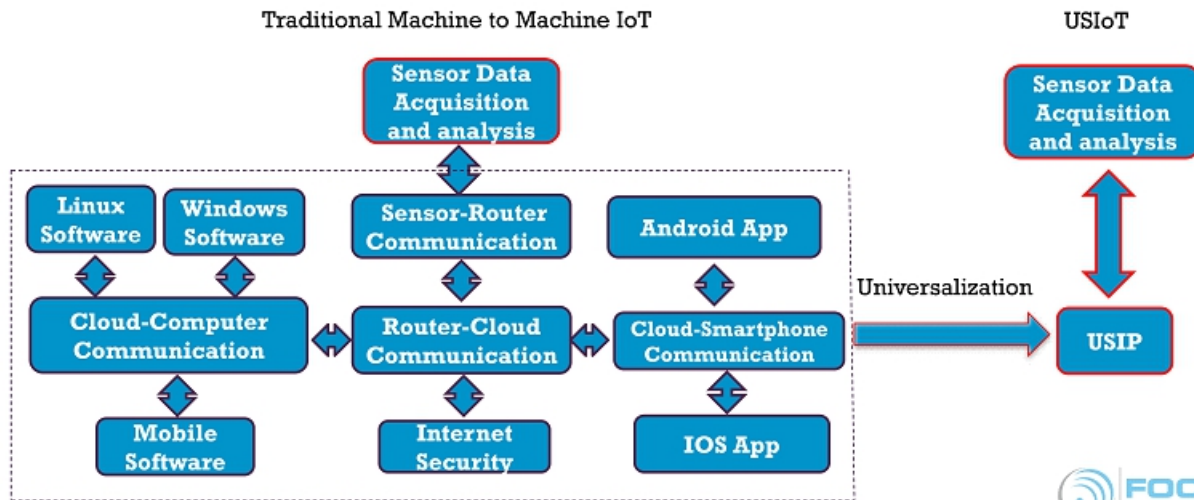 Traditional Machine to Machine IoT
USIoT
Sensor Data
Acquisition
and analysis
Sensor Data
Acquisition
and analysis
Linux
Software
Windows
Software
Sensor-Router
Communication
Android App
Universalization
Cloud-Computer
Communication
Router-Cloud
Communication
Cloud-Smartphone
Communication
USIP
Mobile
Software
Internet
Security
IOS App